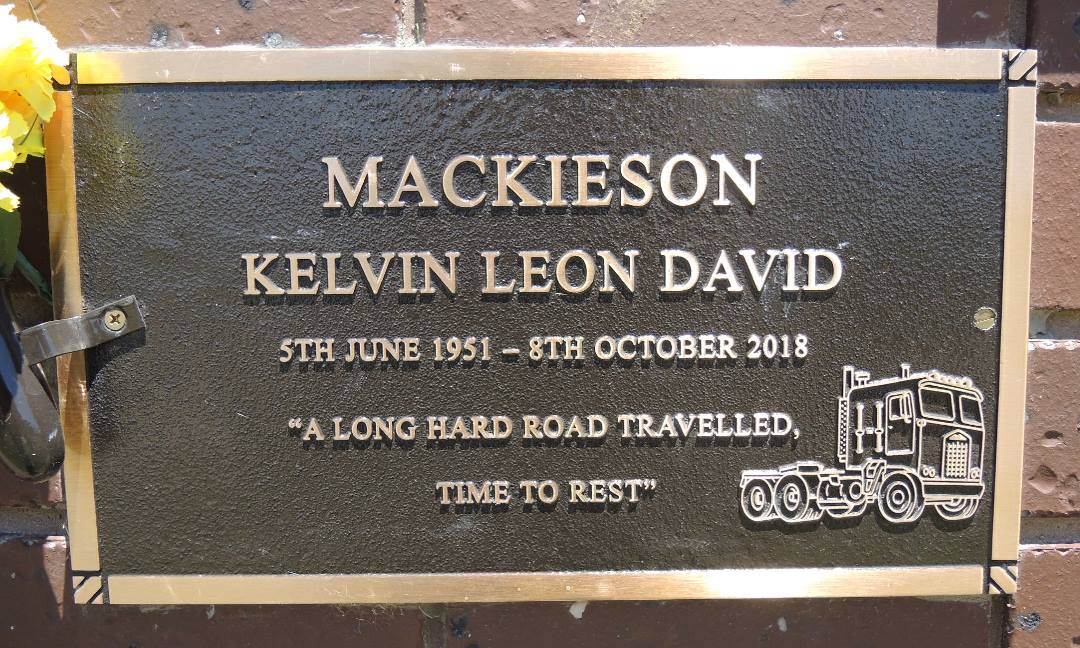 MACKIESON
KELVIN LEON DAVID
5TH JUNE 1951 – 8TH OCTOBER 2018
“A LONG HARD ROAD TRAVELLED,
TIME TO REST”